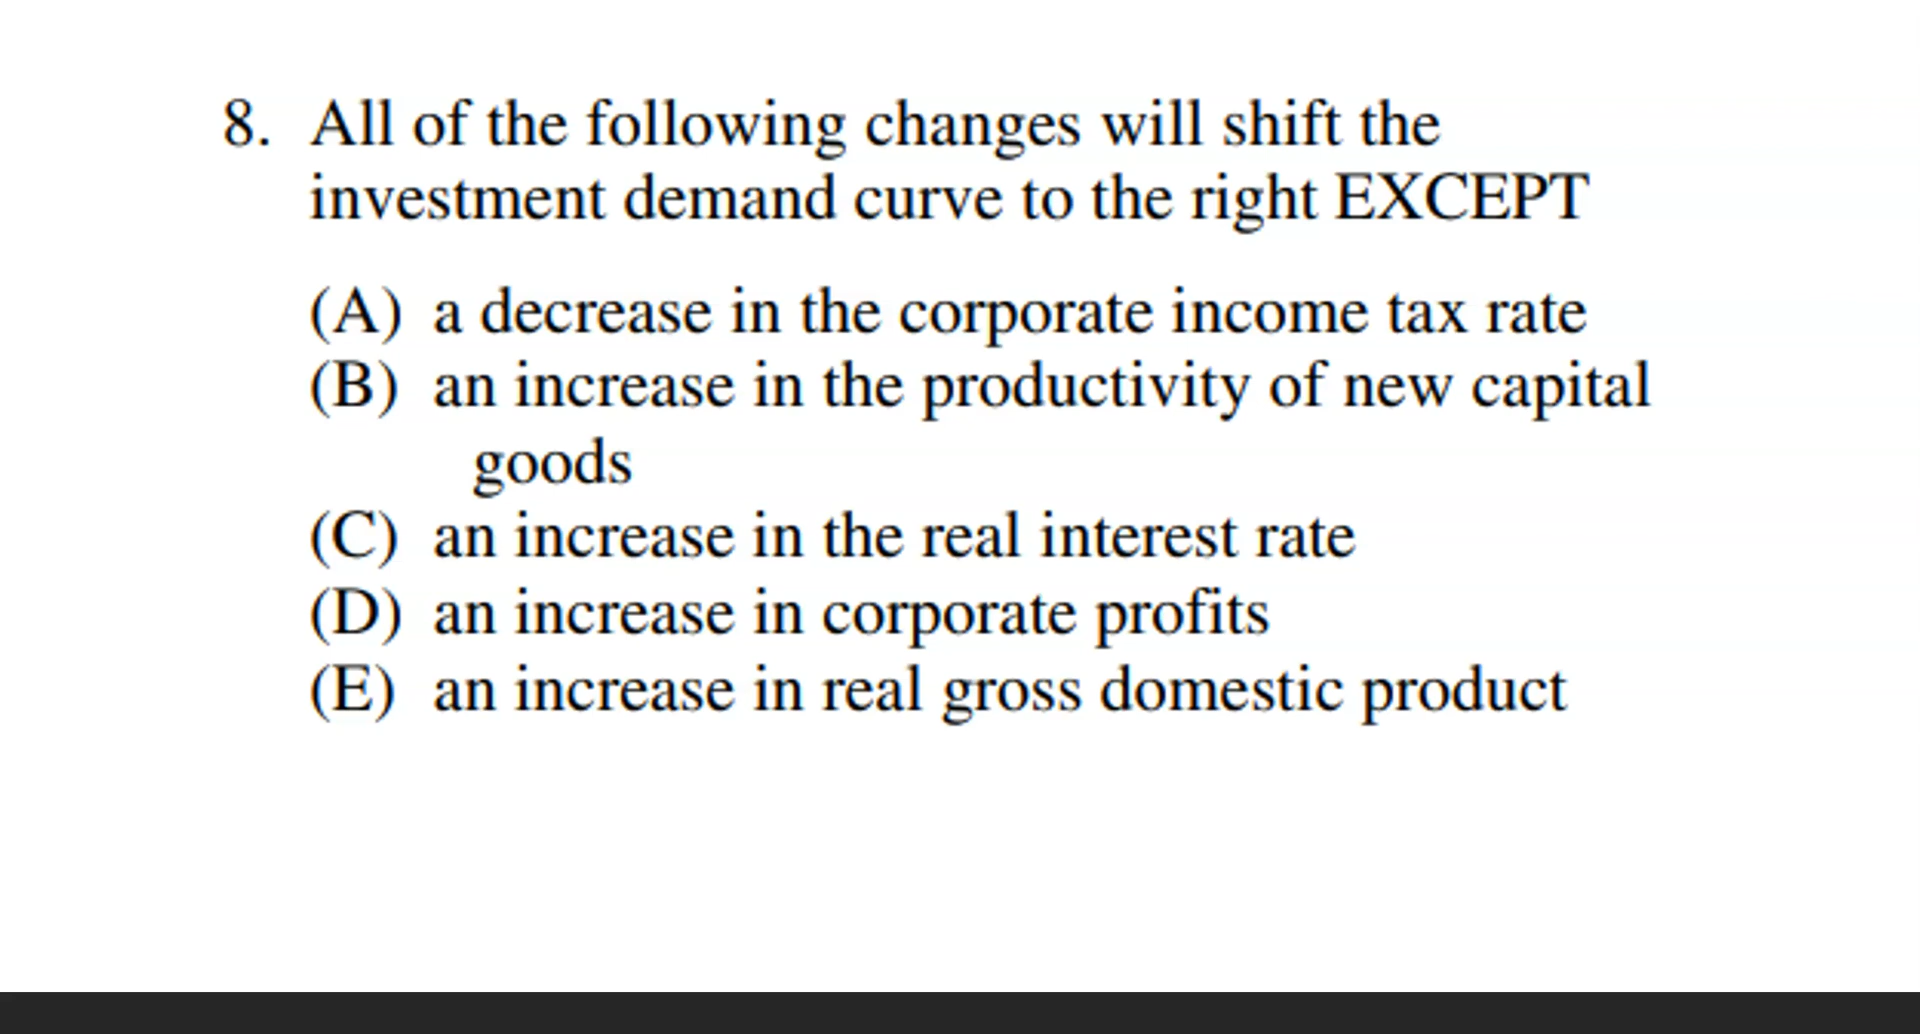 8. All of the following changes will shift the
investment demand curve to the right EXCEPT
(A) a decrease in the corporate income tax rate
(B) an increase in the productivity of new capital
goods
(C) an increase in the real interest rate
(D) an increase in corporate profits
(E) an increase in real gross domestic product